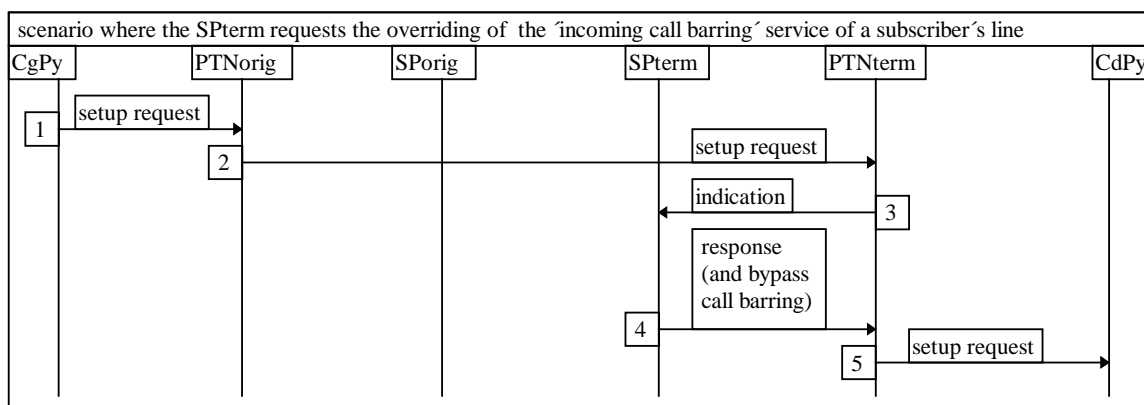 scenario where the SPterm requests the overriding of the ´incoming call barring´ service of a subscriber´s line
CgPy PTNorig SPorig SPterm PTNterm CdPy
setup request
1
setup request
2
indication
3
response
(and bypass
call barring)
4
setup request
5